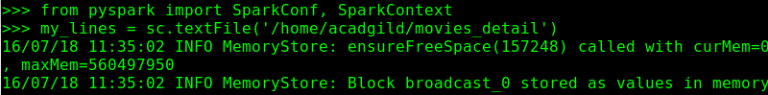 >>> from pyspark import SparkConf, SparkContext
>>> my_lines = sc.textFile('/home/acadgild/movies_detail')
16/07/18 11:35:02 INFO MemoryStore: ensureFreeSpace(157248) called with curMem=0
, maxMem=560497950
16/07/18 11:35:02 INFO MemoryStore: Block broadcast_0 stored as values in memory